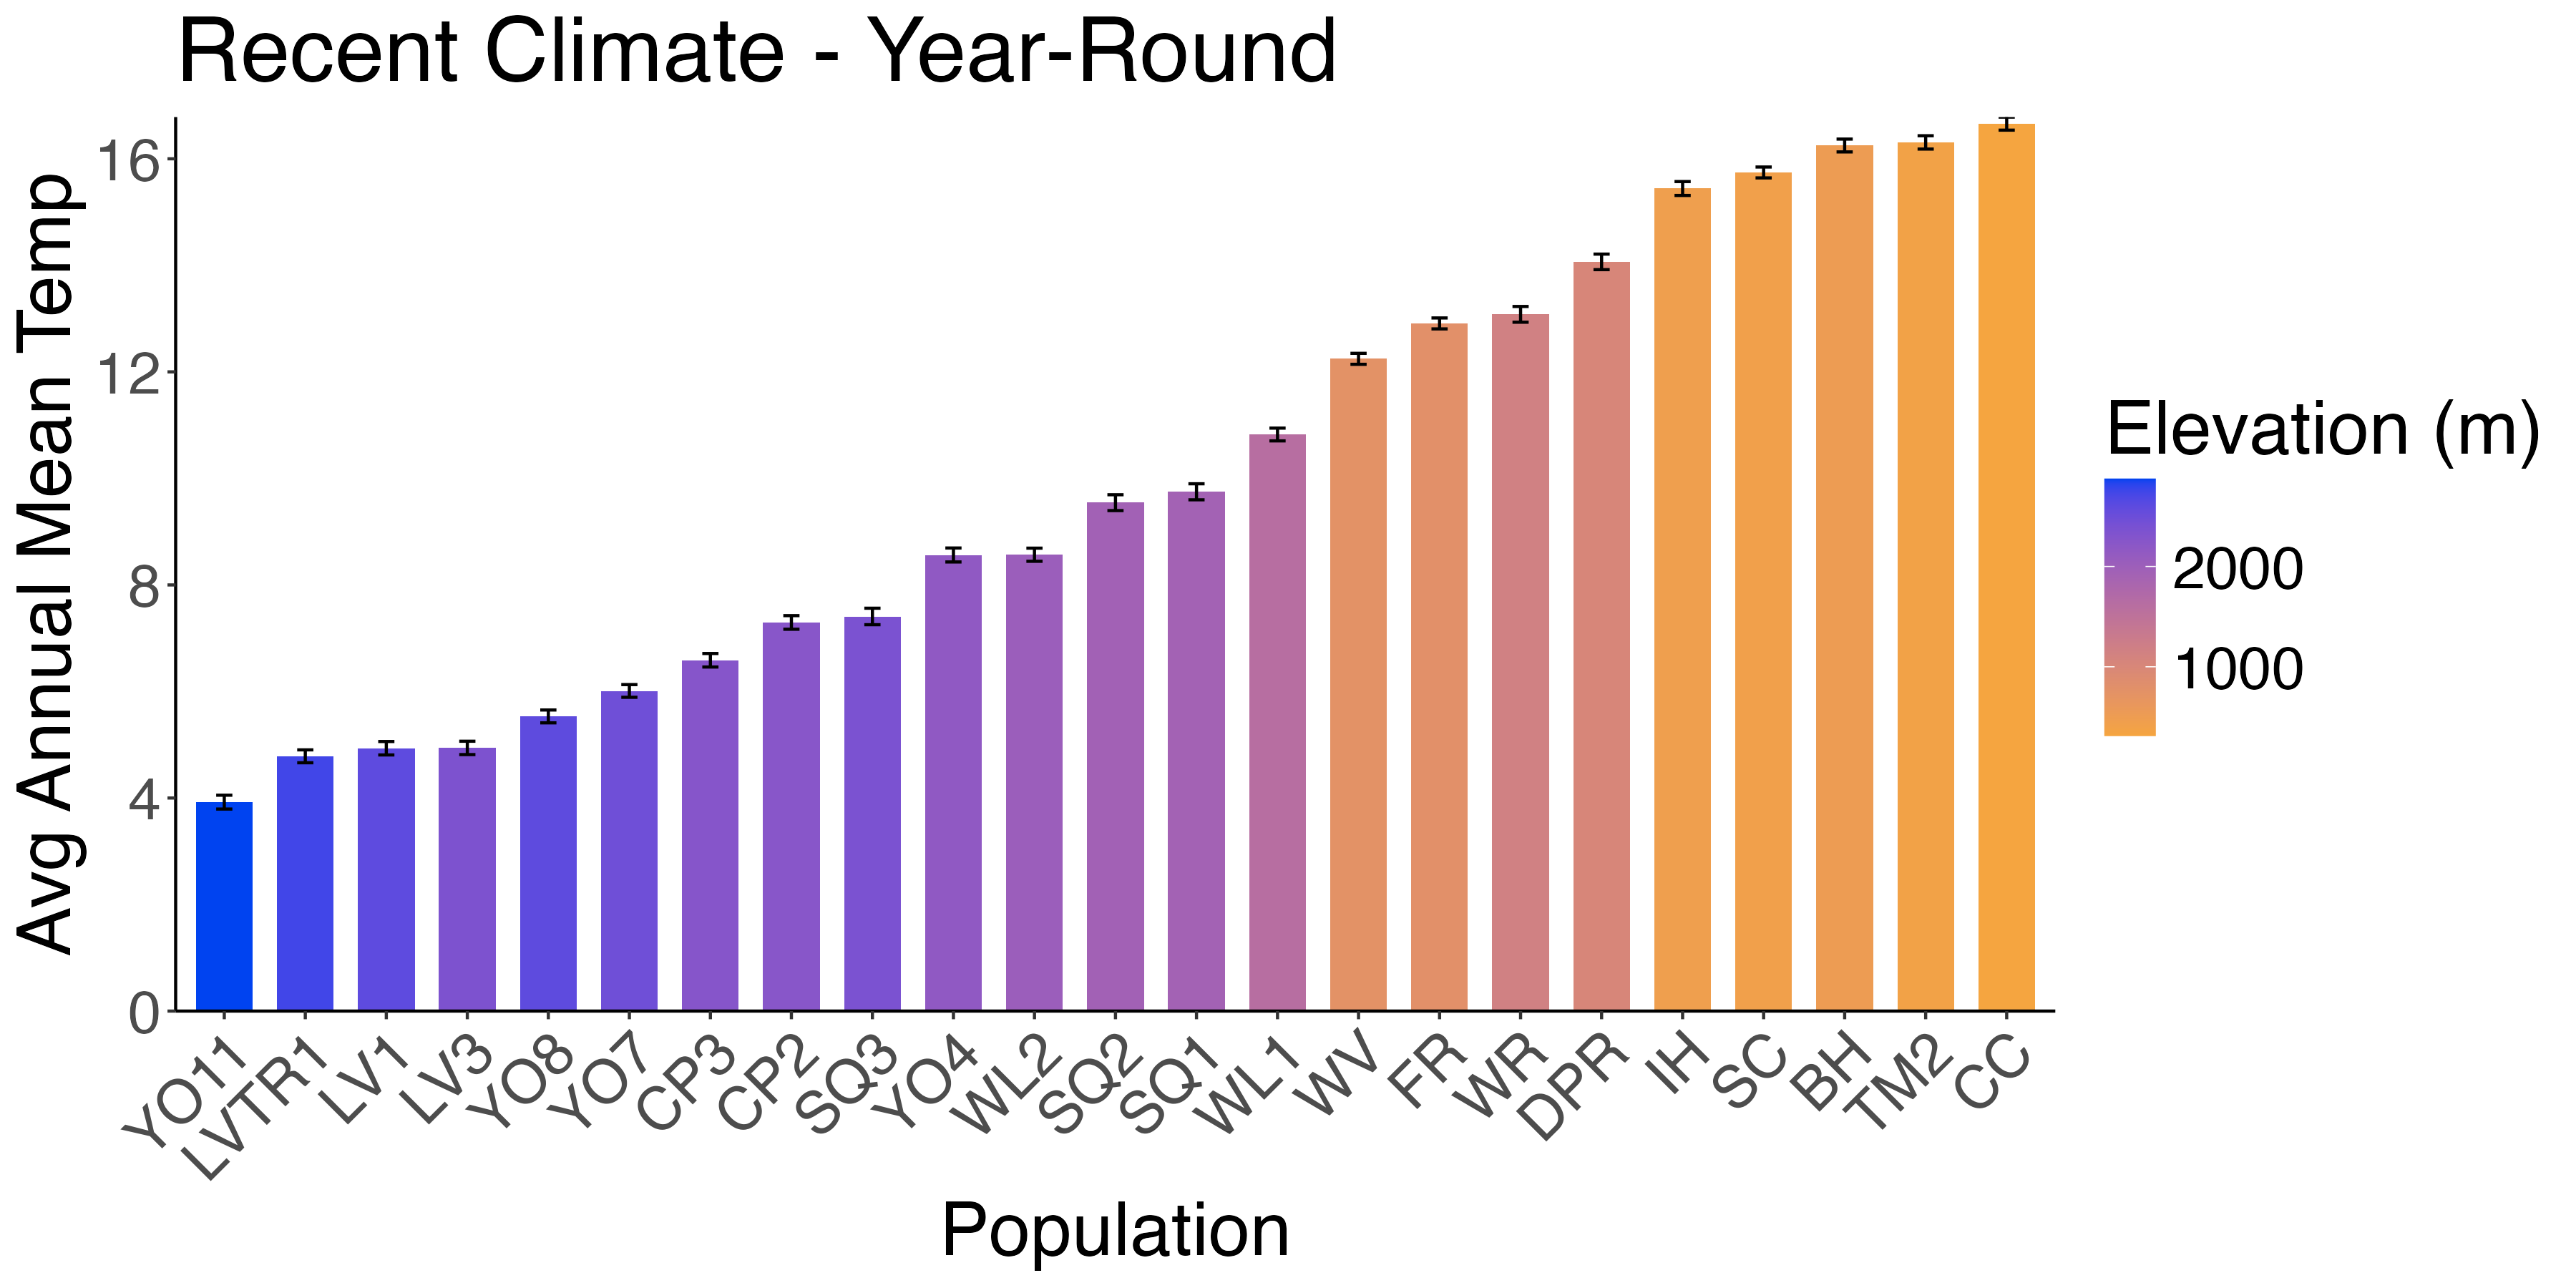 Recent Climate - Year-Round
Avg Annual Mean Temp
16
12
8
4
0
YO11
LVTR1
LV1
LV3
YO8
YO7
CP3
CP2
SQ3
YO4
WL2
SQ2
SQ1
WL1
WV
FR
WR
DPR
IH
SC
BH
TM2
CC
Population
Elevation (m)
2000
1000